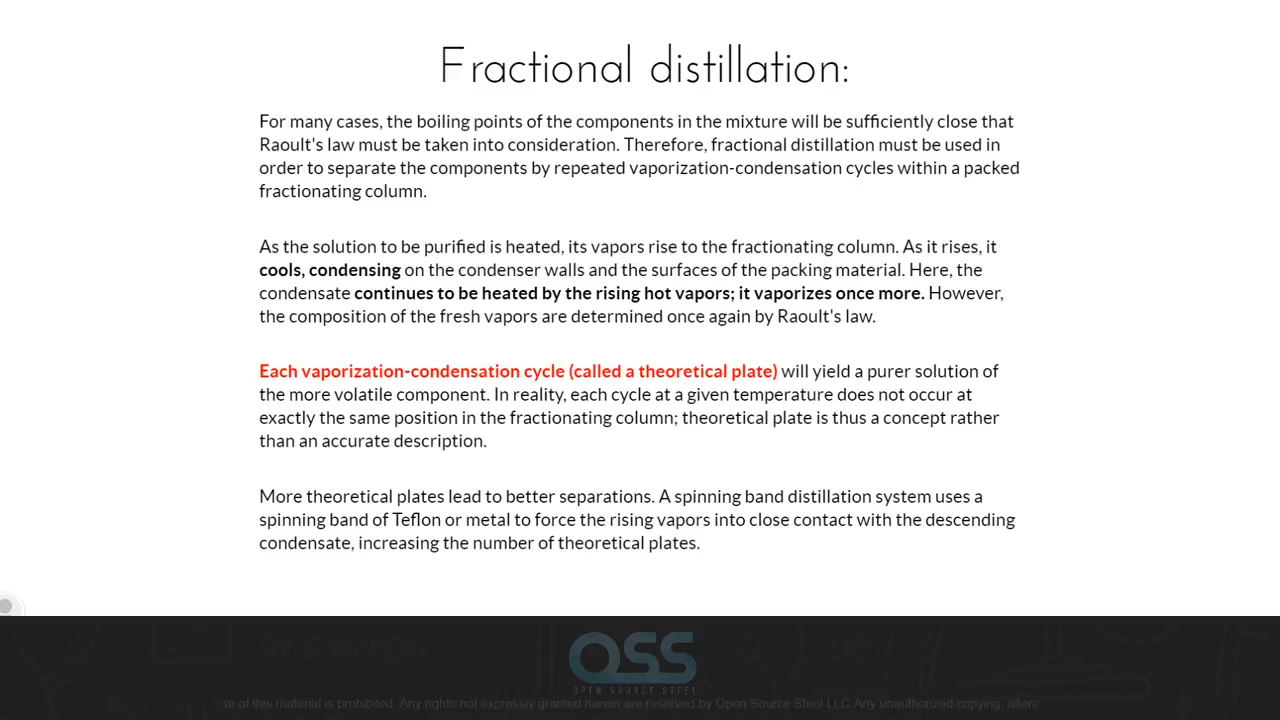 Fractional distillation:
For many cases, the boiling points of the components in the mixture will be sufficiently close that
Raoult's law must be taken into consideration. Therefore, fractional distillation must be used in
order to separate the components by repeated vaporization-condensation cycles within a packed
fractionating column.
As the solution to be purified is heated, its vapors rise to the fractionating column. As it rises, it
cools, condensing on the condenser walls and the surfaces of the packing material. Here, the
condensate continues to be heated by the rising hot vapors; it vaporizes once more. However,
the composition of the fresh vapors are determined once again by Raoult's law.
Each vaporization-condensation cycle (called a theoretical plate) will yield a purer solution of
the more volatile component. In reality, each cycle at a given temperature does not occur at
exactly the same position in the fractionating column; theoretical plate is thus a concept rather
than an accurate description.
More theoretical plates lead to better separations. A spinning band distillation system uses a
spinning band of Teflon or metal to force the rising vapors into close contact with the descending
condensate, increasing the number of theoretical plates.
OSS
OPEN SOURCE STEEL
se of this material is prohibited. Any rights not expressly granted herein are reserved by Open Source Steel LLC Any unauthorized copying, altera